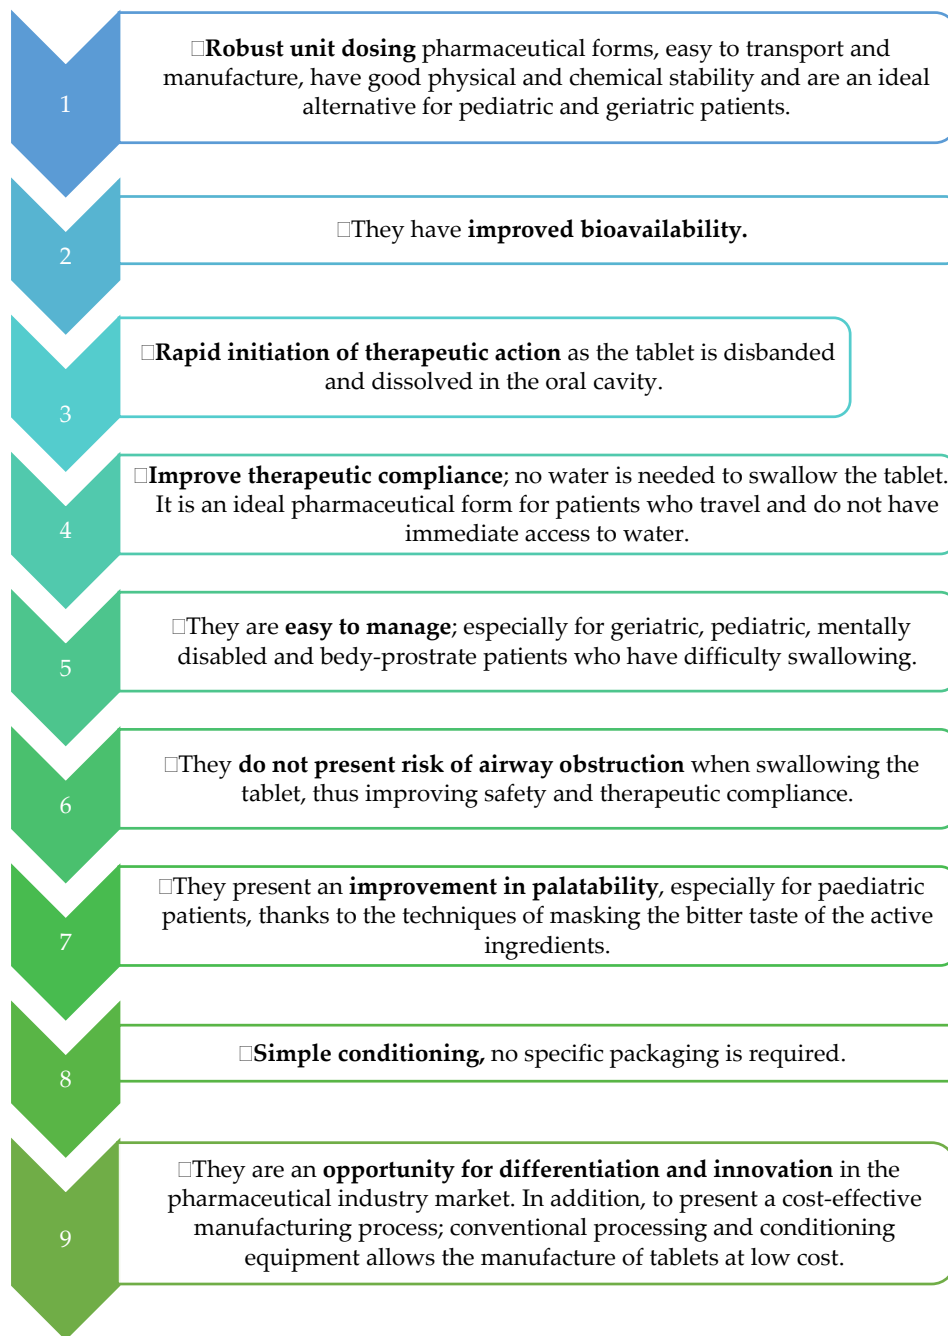 1
□Robust unit dosing pharmaceutical forms, easy to transport and
manufacture, have good physical and chemical stability and are an ideal
alternative for pediatric and geriatric patients.
2
□They have improved bioavailability.
3
□Rapid initiation of therapeutic action as the tablet is disbanded
and dissolved in the oral cavity.
4
□Improve therapeutic compliance; no water is needed to swallow the tablet.
It is an ideal pharmaceutical form for patients who travel and do not have
immediate access to water.
5
□They are easy to manage; especially for geriatric, pediatric, mentally
disabled and bedy-prostrate patients who have difficulty swallowing.
6
□They do not present risk of airway obstruction when swallowing the
tablet, thus improving safety and therapeutic compliance.
7
□They present an improvement in palatability, especially for paediatric
patients, thanks to the techniques of masking the bitter taste of the active
ingredients.
8
□Simple conditioning, no specific packaging is required.
9
□They are an opportunity for differentiation and innovation in the
pharmaceutical industry market. In addition, to present a cost-effective
manufacturing process; conventional processing and conditioning
equipment allows the manufacture of tablets at low cost.